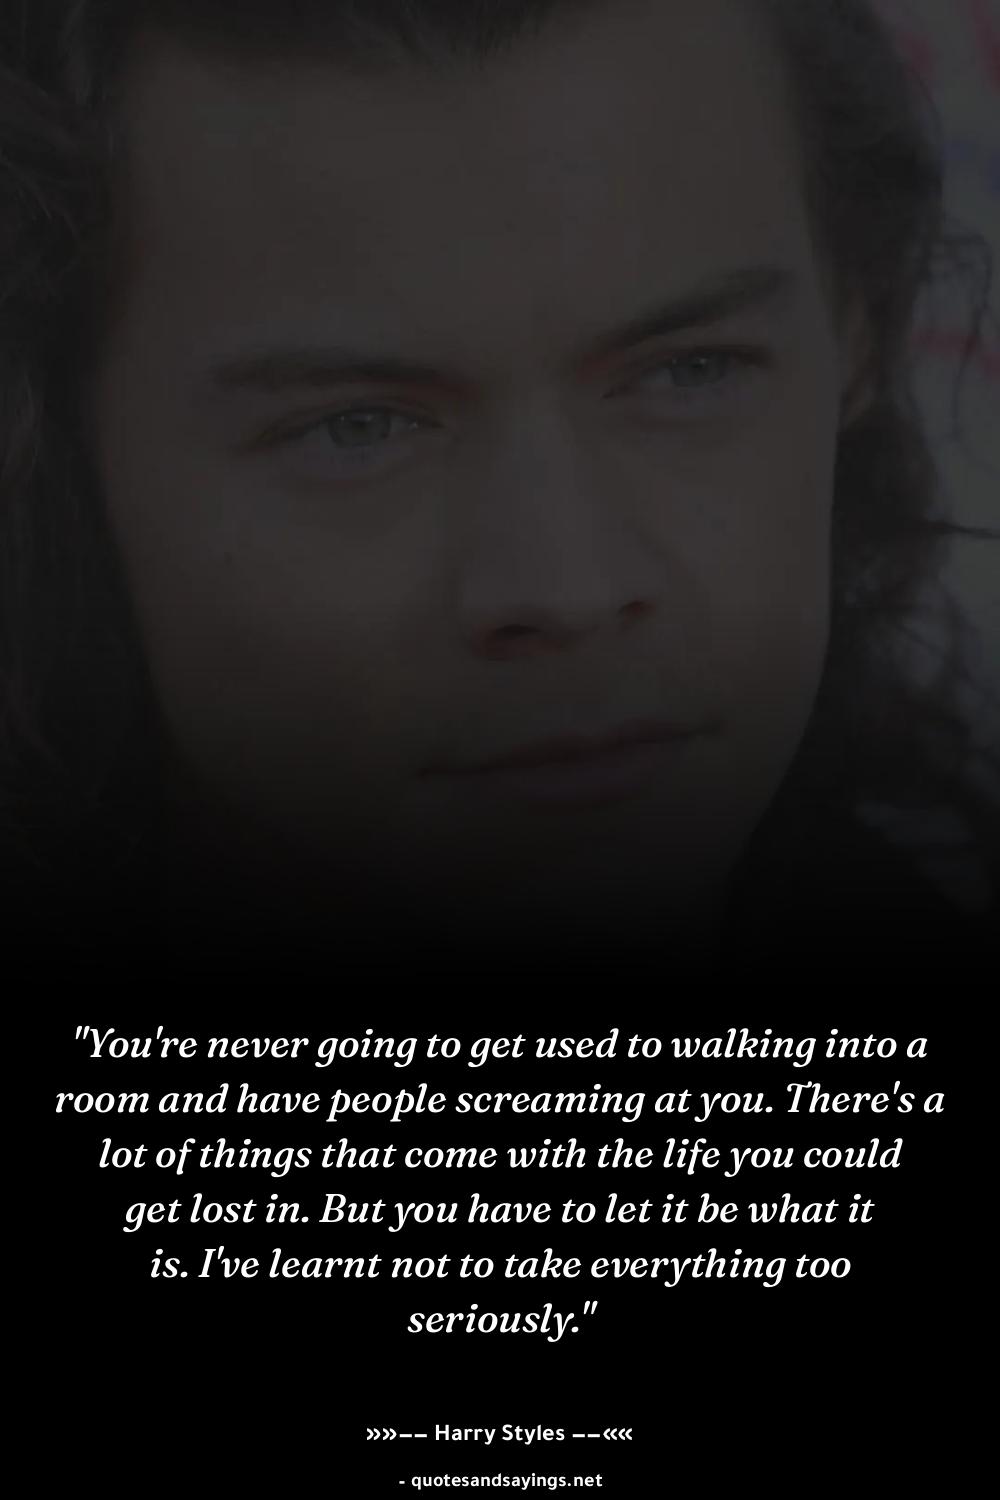 "You're never going to get used to walking into a
room and have people screaming at you. There's a
lot of things that come with the life you could
get lost in. But you have to let it be what it
is. I've learnt not to take everything too
seriously."
»»−− Harry Styles −−««
- quotesandsayings.net